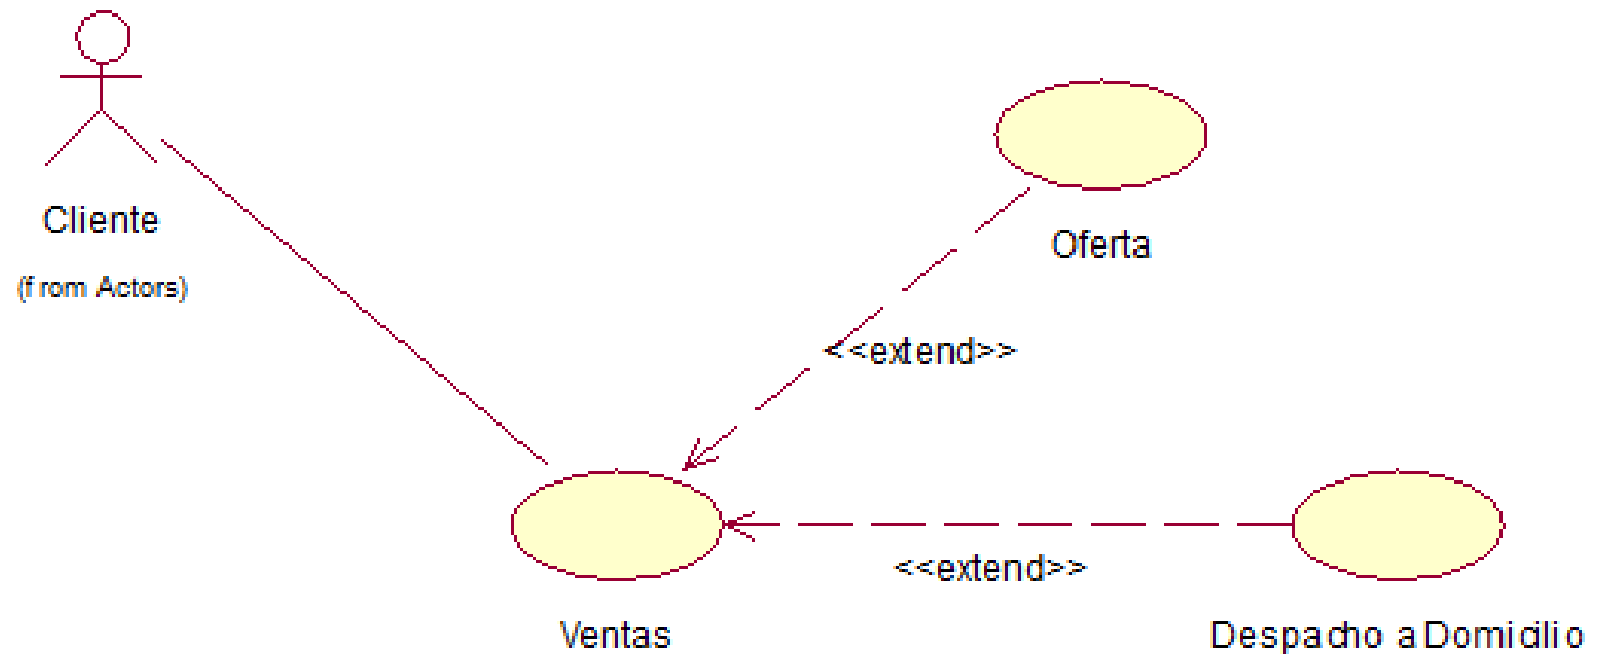 Cliente
(from Actors)
Oferta
<<extend>>
<<extend>>
Ventas
Despacho a Domicilio